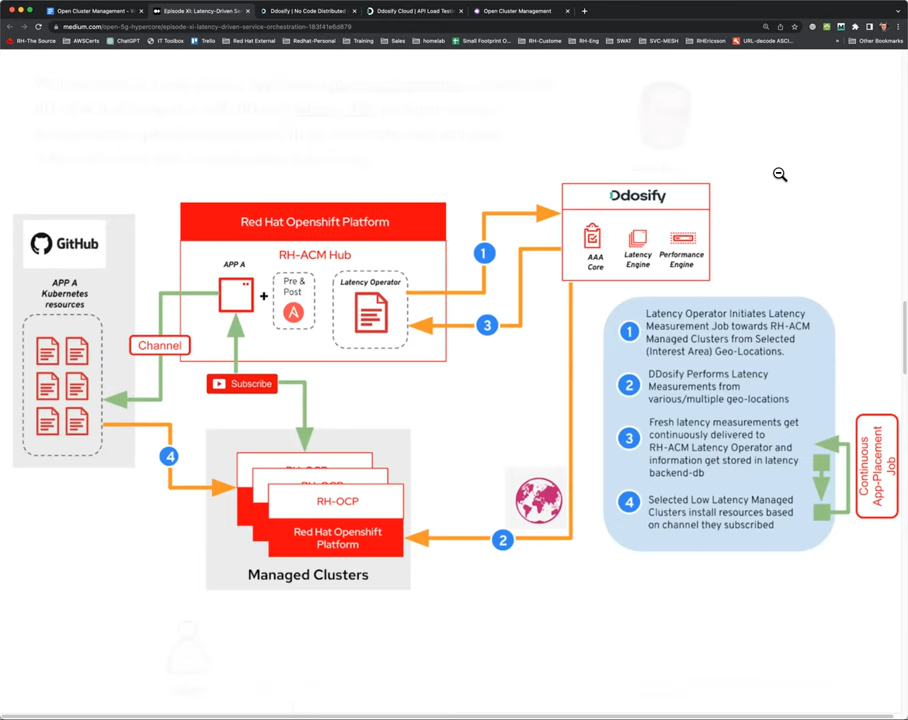 Open Cluster Management - W
Episode XI: Latency-Driven Se
Ddosify | No Code Distributed
Ddosify Cloud | API Load Test
Open Cluster Management
medium.com/open-5g-hypercore/episode-xi-latency-driven-service-orchestration-183f41e6d879
RH-The Source
AWSCerts
ChatGPT
IT Toolbox
Trello
Red Hat External
Redhat-Personal
Training
Sales
homelab
Small Footprint O...
RH-Custome
RH-Eng
SWAT
SVC-MESH
RHEricsson
URL-decode ASCI...
Other Bookmarks
GitHub
APP A
Kubernetes
resources
Red Hat Openshift Platform
RH-ACM Hub
APP A
+
Pre &
Post
Latency Operator
Channel
Subscribe
1
3
4
2
Ddosify
AAA
Core
Latency
Engine
Performance
Engine
RH-OCP
RH-OCP
RH-OCP
Red Hat Openshift
Platform
Managed Clusters
1
Latency Operator Initiates Latency
Measurement Job towards RH-ACM
Managed Clusters from Selected
(Interest Area) Geo-Locations.
2
DDosify Performs Latency
Measurements from
various/multiple geo-locations
3
Fresh latency measurements get
continuously delivered to
RH-ACM Latency Operator and
information get stored in latency
backend-db
4
Selected Low Latency Managed
Clusters install resources based
on channel they subscribed
Continuous
App-Placement
Job